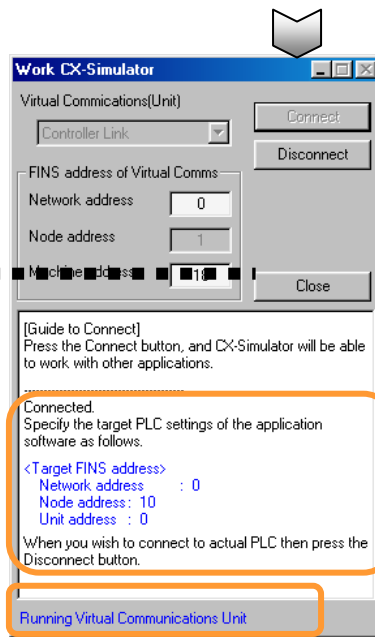 Work CX-Simulator
Virtual Commications(Unit)
Controller Link
Connect
Disconnect
FINS address of Virtual Comms
Network address 0
Node address 1
Close
[Guide to Connect]
Press the Connect button, and CX-Simulator will be able
to work with other applications.
------------------------------------
Connected.
Specify the target PLC settings of the application
software as follows.
<Target FINS address>
Network address : 0
Node address: 10
Unit address : 0
When you wish to connect to actual PLC then press the
Disconnect button.
Running Virtual Communications Unit